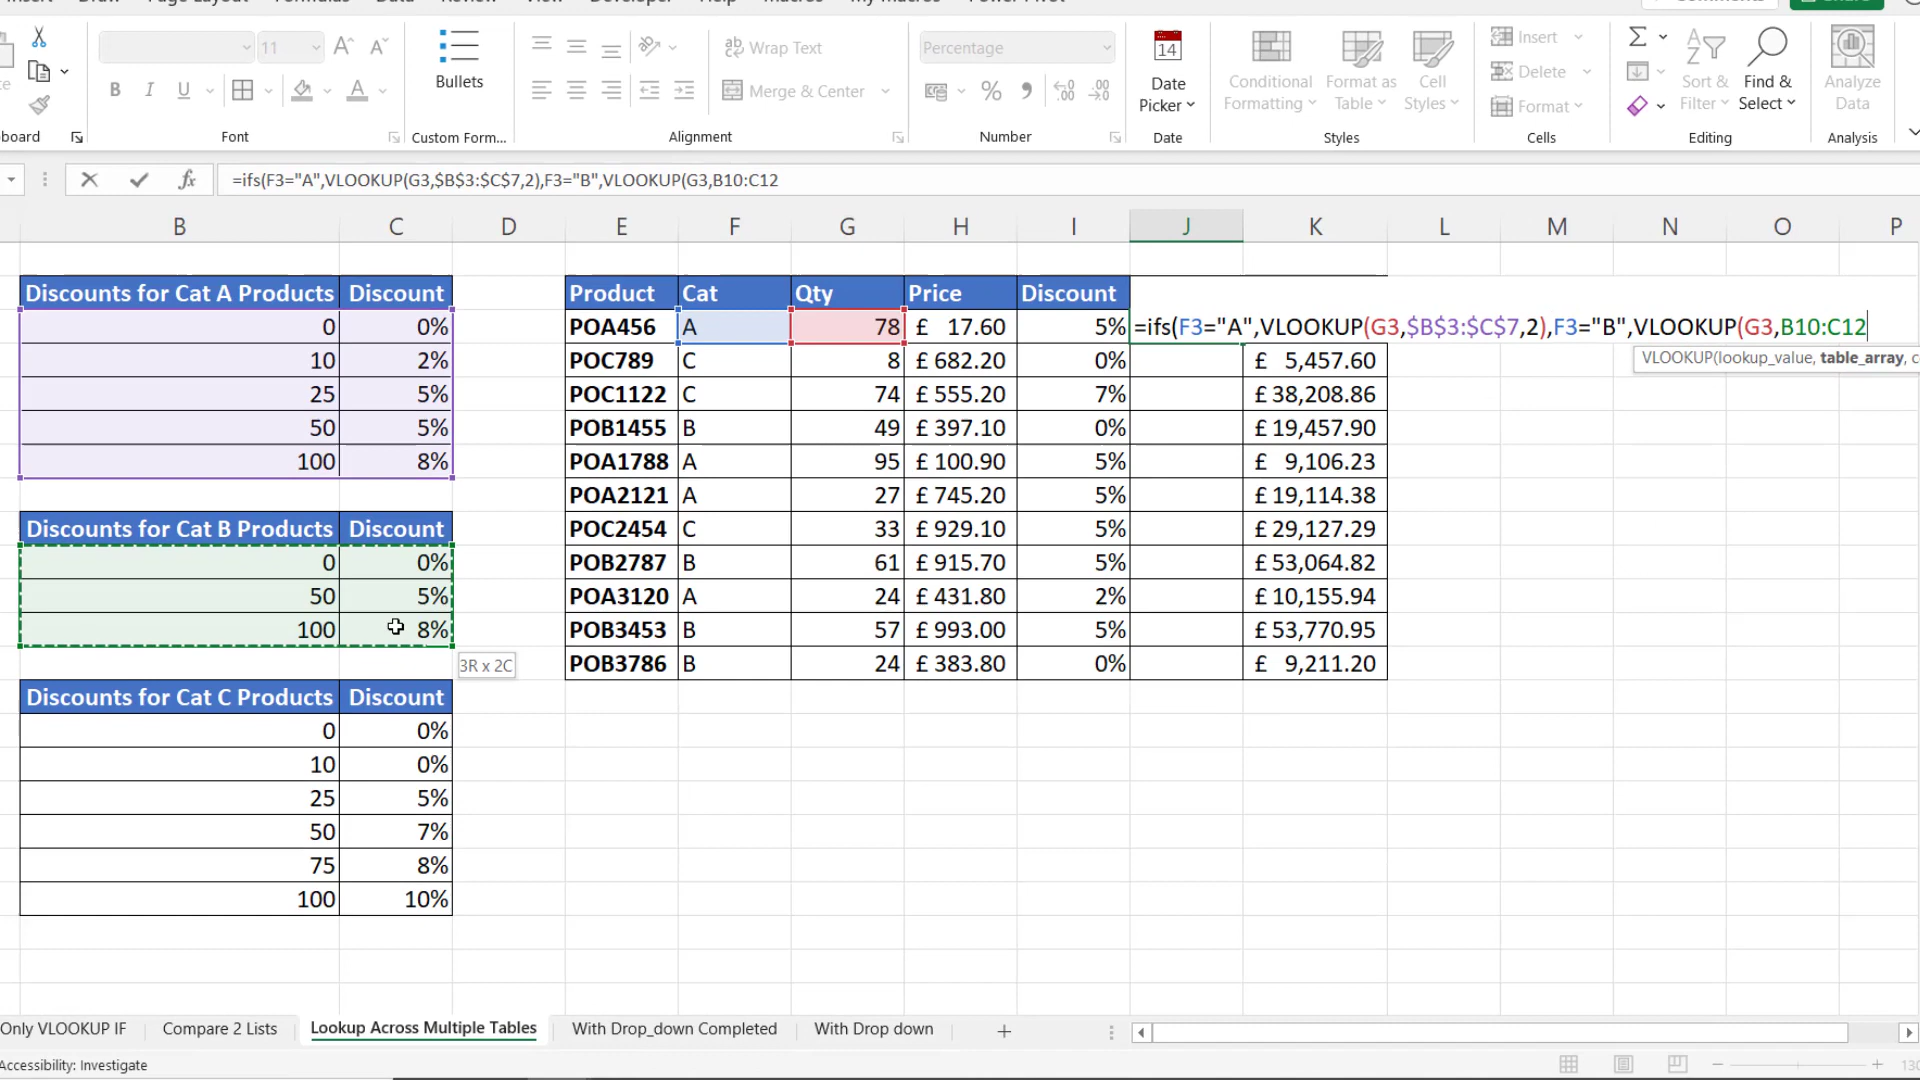 11
Wrap Text
Merge & Center
Percentage
Bullets
14
Date Picker
Conditional Formatting
Format as Table
Cell Styles
Insert
Delete
Format
Sort & Filter
Find & Select
Analyze Data
board
Font
Custom Form...
Alignment
Number
Date
Styles
Cells
Editing
Analysis
=ifs(F3="A",VLOOKUP(G3,$B$3:$C$7,2),F3="B",VLOOKUP(G3,B10:C12
B C D E F G H I J K L M N O P
Discounts for Cat A Products Discount
0 0%
10 2%
25 5%
50 5%
100 8%
Discounts for Cat B Products Discount
0 0%
50 5%
100 8%
3R x 2C
Discounts for Cat C Products Discount
0 0%
10 0%
25 5%
50 7%
75 8%
100 10%
Product Cat Qty Price Discount
POA456 A 78 £ 17.60 5% =ifs(F3="A",VLOOKUP(G3,$B$3:$C$7,2),F3="B",VLOOKUP(G3,B10:C12
VLOOKUP(lookup_value, table_array, c
POC789 C 8 £ 682.20 0% £ 5,457.60
POC1122 C 74 £ 555.20 7% £ 38,208.86
POB1455 B 49 £ 397.10 0% £ 19,457.90
POA1788 A 95 £ 100.90 5% £ 9,106.23
POA2121 A 27 £ 745.20 5% £ 19,114.38
POC2454 C 33 £ 929.10 5% £ 29,127.29
POB2787 B 61 £ 915.70 5% £ 53,064.82
POA3120 A 24 £ 431.80 2% £ 10,155.94
POB3453 B 57 £ 993.00 5% £ 53,770.95
POB3786 B 24 £ 383.80 0% £ 9,211.20
Only VLOOKUP IF
Compare 2 Lists
Lookup Across Multiple Tables
With Drop_down Completed
With Drop down
Accessibility: Investigate
130